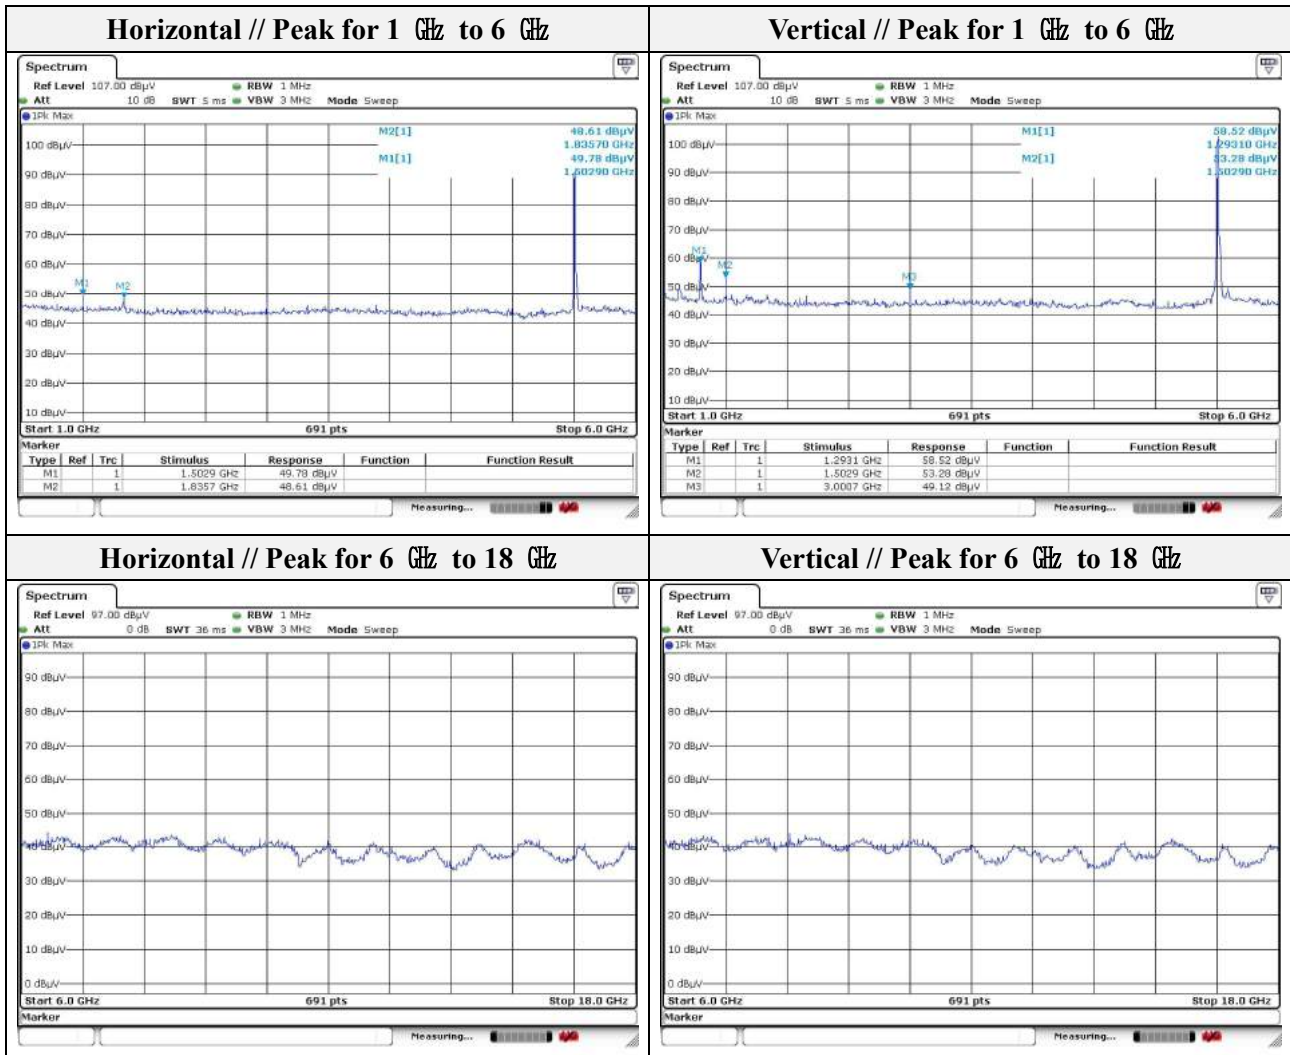 Horizontal // Peak for 1 ㎓ to 6 ㎓
Spectrum
Ref Level 107.00 dBµV RBW 1 MHz
Att 10 dB SWT 5 ms VBW 3 MHz Mode Sweep
1Pk Max
M2[1] 48.61 dBµV
1.83570 GHz
M1[1] 49.78 dBµV
1.50290 GHz
100 dBµV
90 dBµV
80 dBµV
70 dBµV
60 dBµV
50 dBµV
40 dBµV
30 dBµV
20 dBµV
10 dBµV
M1
M2
Start 1.0 GHz 691 pts Stop 6.0 GHz
Marker
Type Ref Trc Stimulus Response Function Function Result
M1 1 1.5029 GHz 49.78 dBµV
M2 1 1.8357 GHz 48.61 dBµV
Measuring...
Vertical // Peak for 1 ㎓ to 6 ㎓
Spectrum
Ref Level 107.00 dBµV RBW 1 MHz
Att 10 dB SWT 5 ms VBW 3 MHz Mode Sweep
1Pk Max
M1[1] 58.52 dBµV
1.29310 GHz
M2[1] 53.28 dBµV
1.50290 GHz
100 dBµV
90 dBµV
80 dBµV
70 dBµV
60 dBµV
50 dBµV
40 dBµV
30 dBµV
20 dBµV
10 dBµV
M1
M2
M3
Start 1.0 GHz 691 pts Stop 6.0 GHz
Marker
Type Ref Trc Stimulus Response Function Function Result
M1 1 1.2931 GHz 58.52 dBµV
M2 1 1.5029 GHz 53.28 dBµV
M3 1 3.0007 GHz 49.12 dBµV
Measuring...
Horizontal // Peak for 6 ㎓ to 18 ㎓
Spectrum
Ref Level 97.00 dBµV RBW 1 MHz
Att 0 dB SWT 36 ms VBW 3 MHz Mode Sweep
1Pk Max
90 dBµV
80 dBµV
70 dBµV
60 dBµV
50 dBµV
40 dBµV
30 dBµV
20 dBµV
10 dBµV
0 dBµV
Start 6.0 GHz 691 pts Stop 18.0 GHz
Marker
Measuring...
Vertical // Peak for 6 ㎓ to 18 ㎓
Spectrum
Ref Level 97.00 dBµV RBW 1 MHz
Att 0 dB SWT 36 ms VBW 3 MHz Mode Sweep
1Pk Max
90 dBµV
80 dBµV
70 dBµV
60 dBµV
50 dBµV
40 dBµV
30 dBµV
20 dBµV
10 dBµV
0 dBµV
Start 6.0 GHz 691 pts Stop 18.0 GHz
Marker
Measuring...